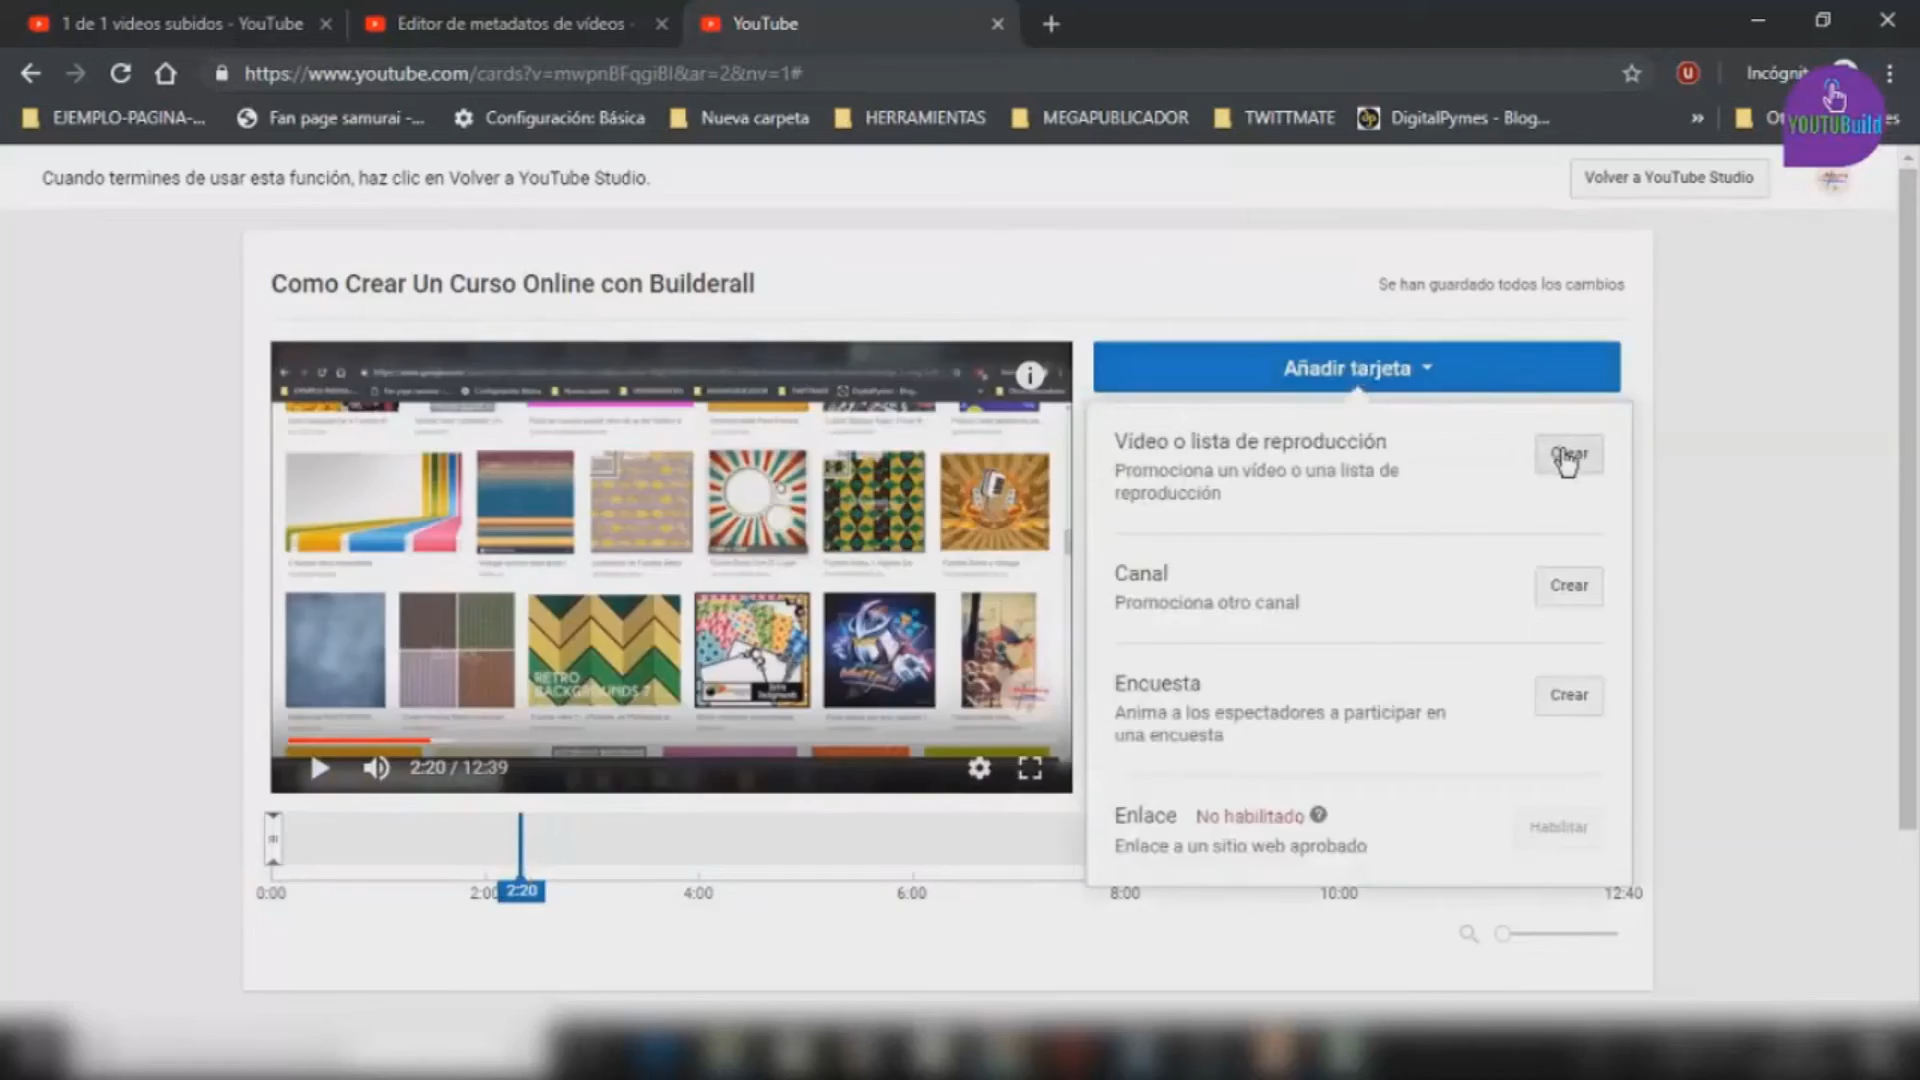 1 de 1 videos subidos - YouTube
Editor de metadatos de vídeos -
YouTube
https://www.youtube.com/cards?v=mwpnBFqgiBI&ar=2&nv=1#
Incógnit
EJEMPLO-PAGINA-...
Fan page samurai -...
Configuración: Básica
Nueva carpeta
HERRAMIENTAS
MEGAPUBLICADOR
TWITTMATE
DigitalPymes - Blog...
»
YOUTUBuild
Cuando termines de usar esta función, haz clic en Volver a YouTube Studio.
Volver a YouTube Studio
Como Crear Un Curso Online con Builderall
Se han guardado todos los cambios
Añadir tarjeta
Vídeo o lista de reproducción
Promociona un vídeo o una lista de
reproducción
Crear
Canal
Promociona otro canal
Crear
Encuesta
Anima a los espectadores a participar en
una encuesta
Crear
Enlace No habilitado
Enlace a un sitio web aprobado
Habilitar
RETRO
BACKGROUNDS 7
2:20 / 12:39
0:00
2:00
2:20
4:00
6:00
8:00
10:00
12:40